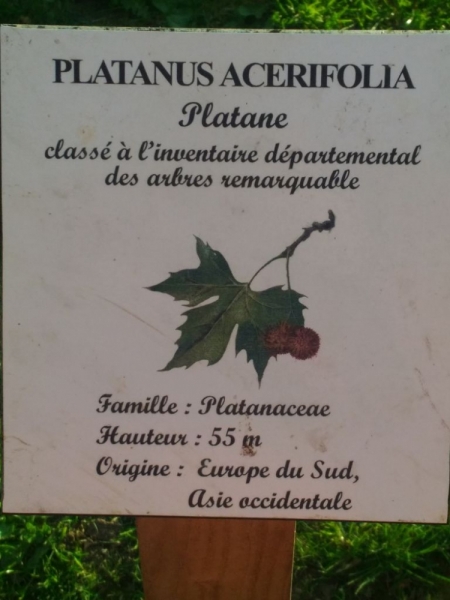 PLATANUS ACERIFOLIA
Platane
classé à l'inventaire départemental
des arbres remarquable
Famille : Platanaceae
Hauteur : 55 m
Origine : Europe du Sud,
Asie occidentale